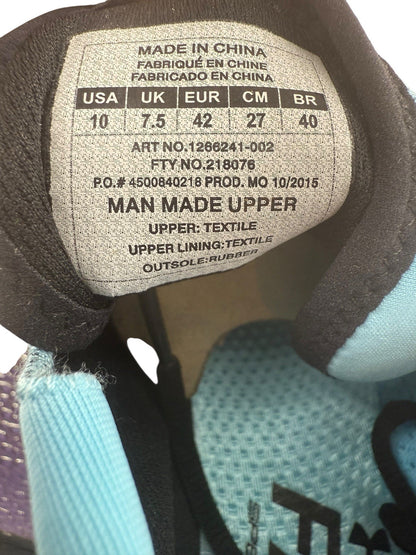 MADE IN CHINA
FABRIQUÉ EN CHINE
FABRICADO EN CHINA
USA UK EUR CM BR
10 7.5 42 27 40
ART NO.1266241-002
FTY NO.218076
P.O.# 4500840218 PROD. MO 10/2015
MAN MADE UPPER
UPPER: TEXTILE
UPPER LINING: TEXTILE
OUTSOLE: RUBBER